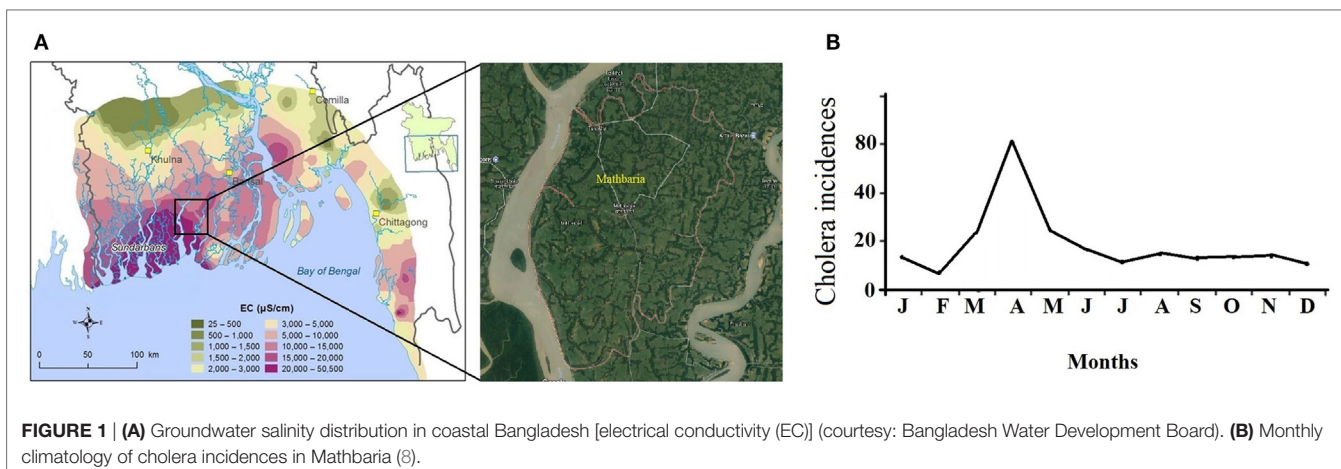 A
Comilla
Khulna
Barisal
Chittagong
Sundarbans
Bay of Bengal
N
W
E
S
0 50 100 km
EC (µS/cm)
25 – 500
500 – 1,000
1,000 – 1,500
1,500 – 2,000
2,000 – 3,000
3,000 – 5,000
5,000 – 10,000
10,000 – 15,000
15,000 – 20,000
20,000 – 50,500
Mathbaria
B
Cholera incidences
80
40
20
0
J F M A M J J A S O N D
Months
FIGURE 1 | (A) Groundwater salinity distribution in coastal Bangladesh [electrical conductivity (EC)] (courtesy: Bangladesh Water Development Board). (B) Monthly
climatology of cholera incidences in Mathbaria (8).